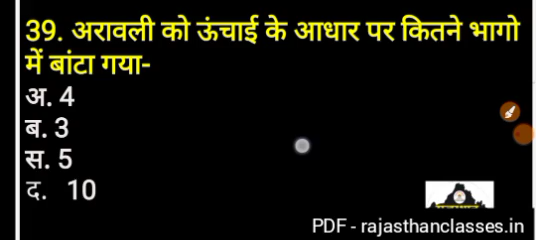 39. अरावली को ऊंचाई के आधार पर कितने भागो
में बांटा गया-
अ. 4
ब. 3
स. 5
द. 10
PDF - rajasthanclasses.in